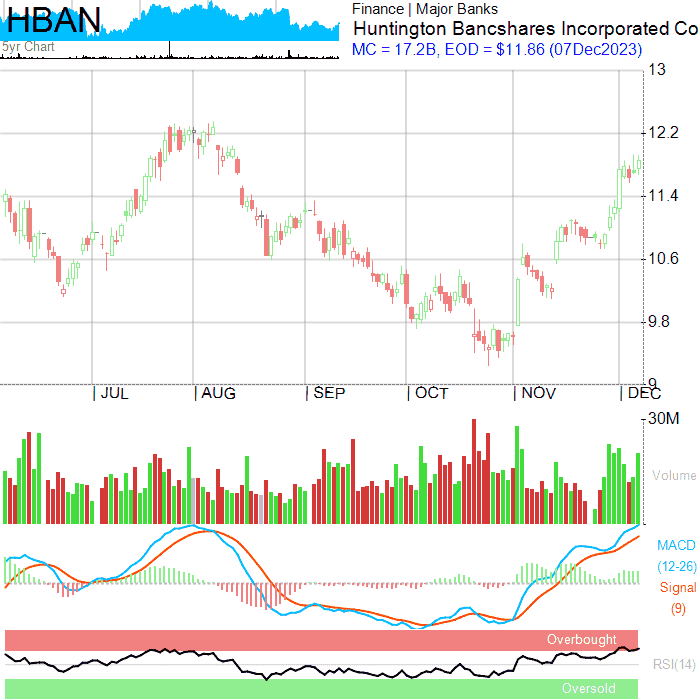 HBAN
5yr Chart
Finance | Major Banks
Huntington Bancshares Incorporated Co
MC = 17.2B, EOD = $11.86 (07Dec2023)
13
12.2
11.4
10.6
9.8
9
| JUL | AUG | SEP | OCT | NOV | DEC
30M
Volume
MACD
(12-26)
Signal
(9)
Overbought
RSI(14)
Oversold